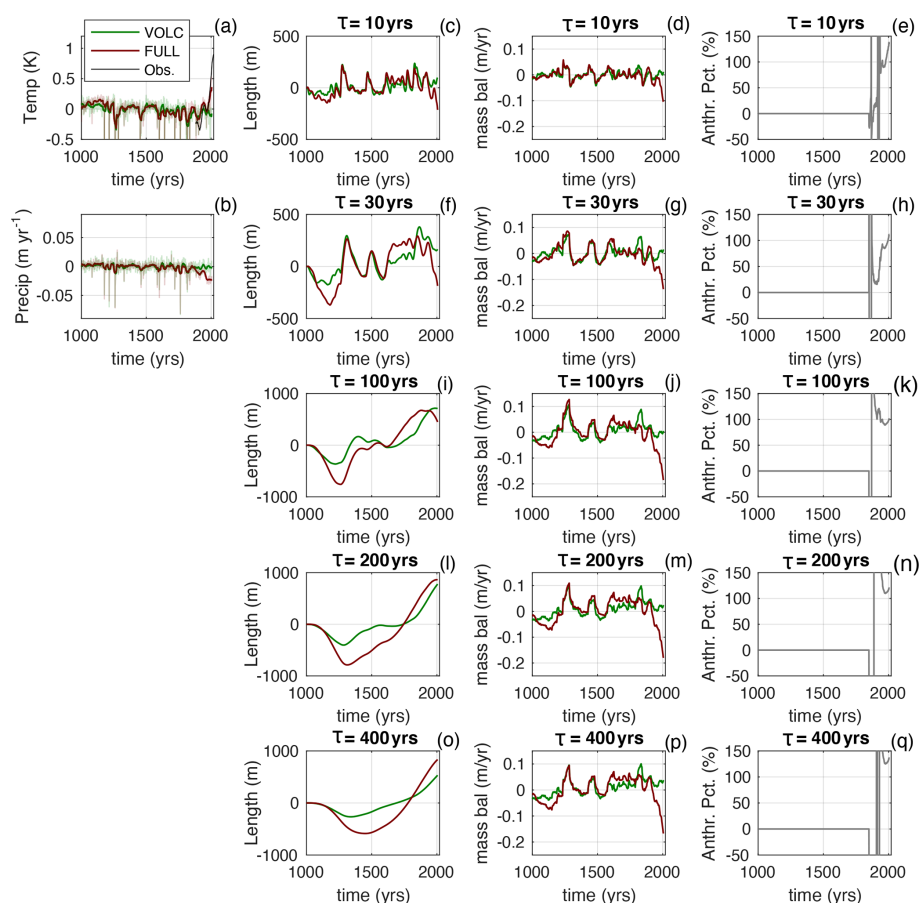 (a)
VOLC
FULL
Obs.
Temp (K)
1
0.5
0
-0.5
1000 1500 2000
time (yrs)
τ = 10 yrs
(c)
Length (m)
500
0
-500
1000 1500 2000
time (yrs)
τ = 10 yrs
(d)
mass bal (m/yr)
0.1
0
-0.1
-0.2
1000 1500 2000
time (yrs)
τ = 10 yrs
(e)
Anthr. Pct. (%)
150
100
50
0
-50
1000 1500 2000
time (yrs)
(b)
Precip (m yr-1)
0.05
0
-0.05
1000 1500 2000
time (yrs)
τ = 30 yrs
(f)
Length (m)
500
0
-500
1000 1500 2000
time (yrs)
τ = 30 yrs
(g)
mass bal (m/yr)
0.1
0
-0.1
-0.2
1000 1500 2000
time (yrs)
τ = 30 yrs
(h)
Anthr. Pct. (%)
150
100
50
0
-50
1000 1500 2000
time (yrs)
τ = 100 yrs
(i)
Length (m)
1000
0
-1000
1000 1500 2000
time (yrs)
τ = 100 yrs
(j)
mass bal (m/yr)
0.1
0
-0.1
-0.2
1000 1500 2000
time (yrs)
τ = 100 yrs
(k)
Anthr. Pct. (%)
150
100
50
0
-50
1000 1500 2000
time (yrs)
τ = 200 yrs
(l)
Length (m)
1000
0
-1000
1000 1500 2000
time (yrs)
τ = 200 yrs
(m)
mass bal (m/yr)
0.1
0
-0.1
-0.2
1000 1500 2000
time (yrs)
τ = 200 yrs
(n)
Anthr. Pct. (%)
150
100
50
0
-50
1000 1500 2000
time (yrs)
τ = 400 yrs
(o)
Length (m)
1000
0
-1000
1000 1500 2000
time (yrs)
τ = 400 yrs
(p)
mass bal (m/yr)
0.1
0
-0.1
-0.2
1000 1500 2000
time (yrs)
τ = 400 yrs
(q)
Anthr. Pct. (%)
150
100
50
0
-50
1000 1500 2000
time (yrs)